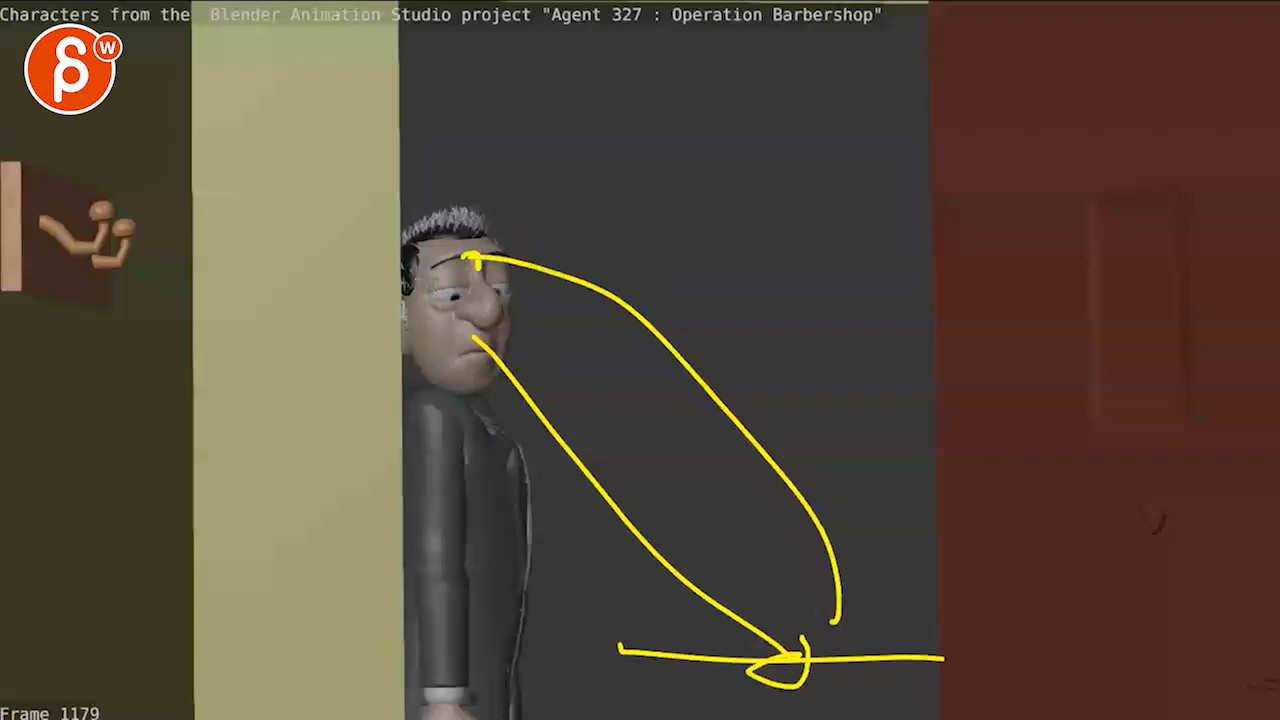 Characters from the Blender Animation Studio project "Agent 327 : Operation Barbershop"
W
Frame 1179